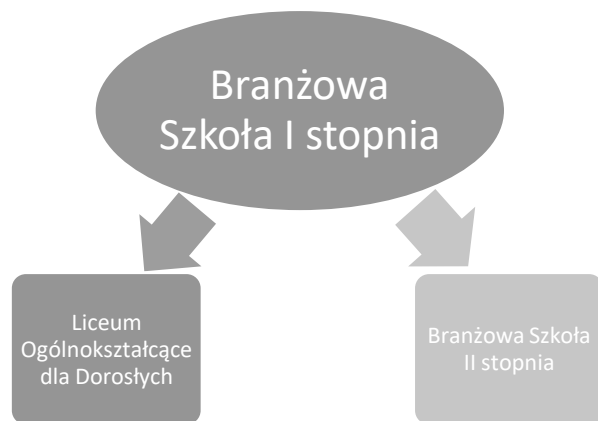 Branżowa
Szkoła I stopnia
Liceum
Ogólnokształcące
dla Dorosłych
Branżowa Szkoła
II stopnia